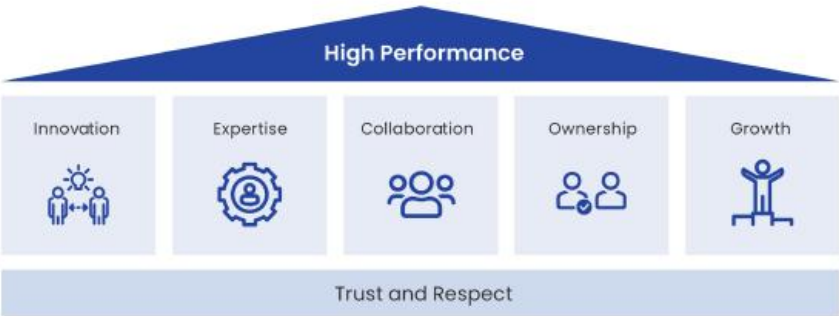 High Performance
Innovation
Expertise
Collaboration
Ownership
Growth
Trust and Respect